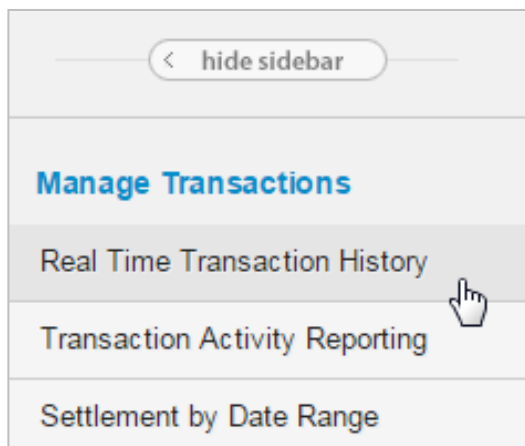 hide sidebar
Manage Transactions
Real Time Transaction History
Transaction Activity Reporting
Settlement by Date Range